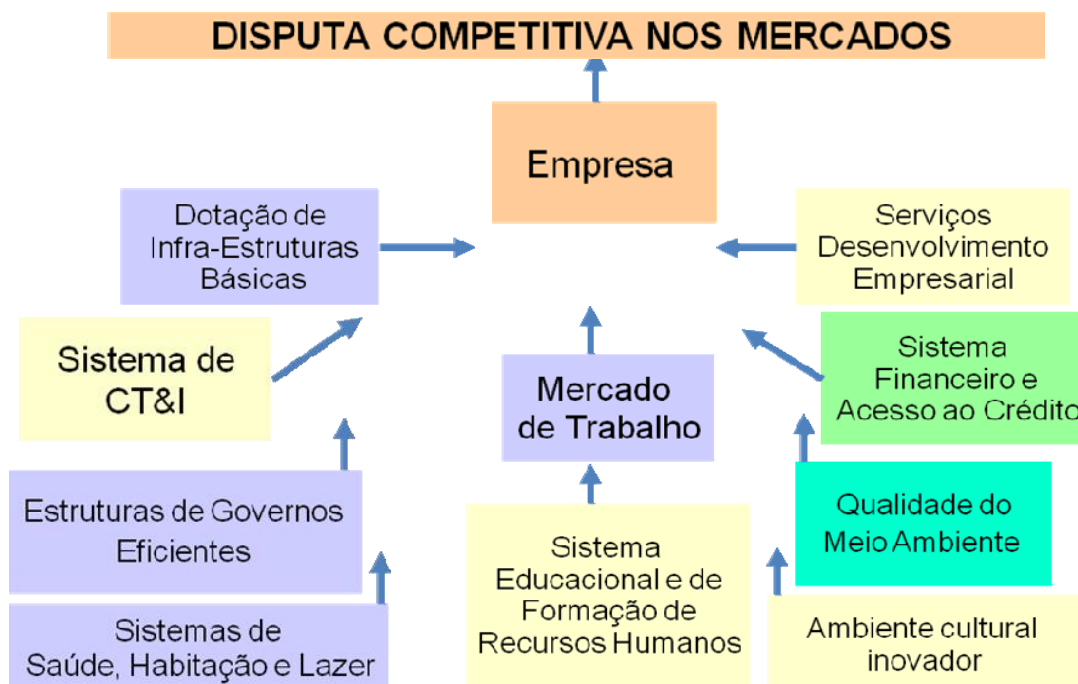 DISPUTA COMPETITIVA NOS MERCADOS
Empresa
Dotação de
Infra-Estruturas
Básicas
Serviços
Desenvolvimento
Empresarial
Sistema de
CT&I
Mercado
de Trabalho
Sistema
Financeiro e
Acesso ao Crédito
Estruturas de Governos
Eficientes
Sistema
Educacional e de
Formação de
Recursos Humanos
Qualidade do
Meio Ambiente
Sistemas de
Saúde, Habitação e Lazer
Ambiente cultural
inovador